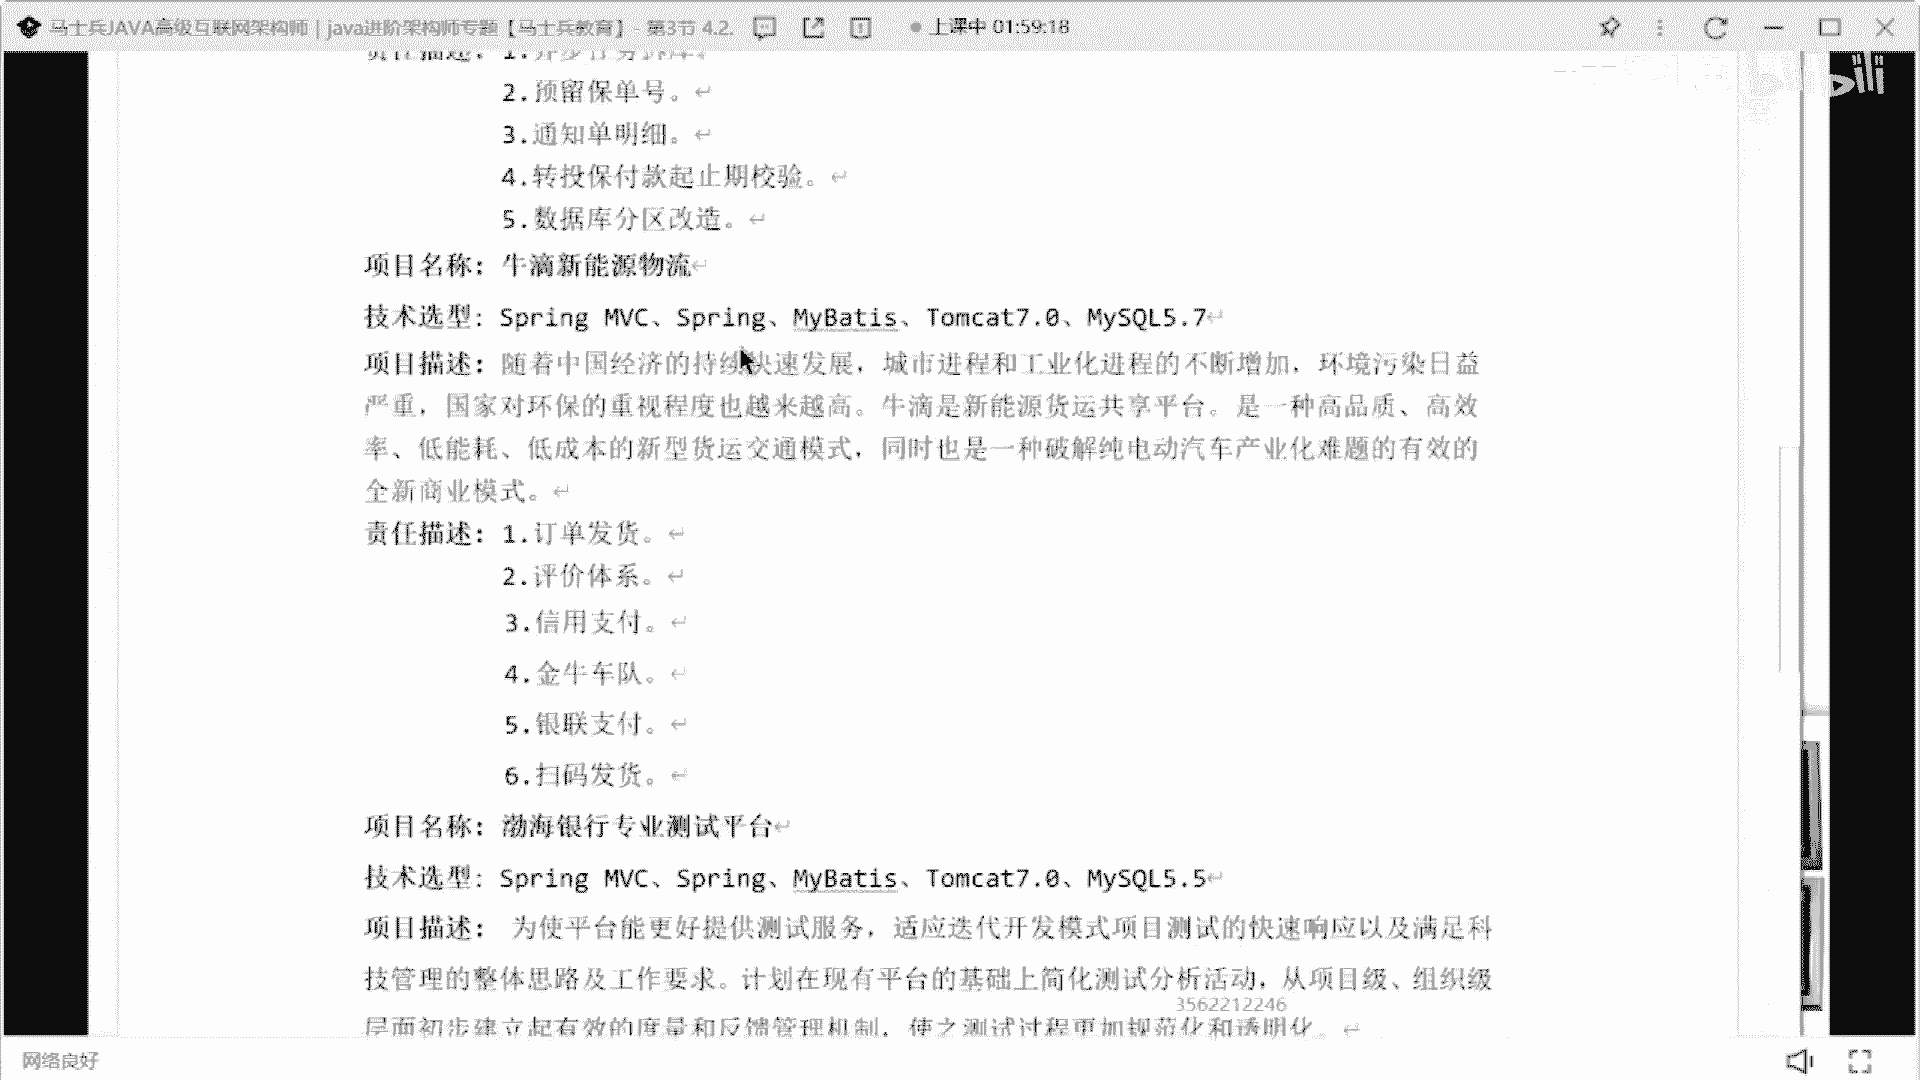 马士兵JAVA高级互联网架构师｜java进阶架构师专题【马士兵教育】 - 第3节 4.2. 上课中 01:59:18
责任描述：1.异步任务拆库。
2.预留保单号。
3.通知单明细。
4.转投保付款起止期校验。
5.数据库分区改造。
项目名称：牛滴新能源物流
技术选型：Spring MVC、Spring、MyBatis、Tomcat7.0、MySQL5.7
项目描述：随着中国经济的持续快速发展，城市进程和工业化进程的不断增加，环境污染日益
严重，国家对环保的重视程度也越来越高。牛滴是新能源货运共享平台。是一种高品质、高效
率、低能耗、低成本的新型货运交通模式，同时也是一种破解纯电动汽车产业化难题的有效的
全新商业模式。
责任描述：1.订单发货。
2.评价体系。
3.信用支付。
4.金牛车队。
5.银联支付。
6.扫码发货。
项目名称：渤海银行专业测试平台
技术选型：Spring MVC、Spring、MyBatis、Tomcat7.0、MySQL5.5
项目描述： 为使平台能更好提供测试服务，适应迭代开发模式项目测试的快速响应以及满足科
技管理的整体思路及工作要求。计划在现有平台的基础上简化测试分析活动，从项目级、组织级
3562212246
层面初步建立起有效的度量和反馈管理机制，使之测试过程更加规范化和透明化。
网络良好